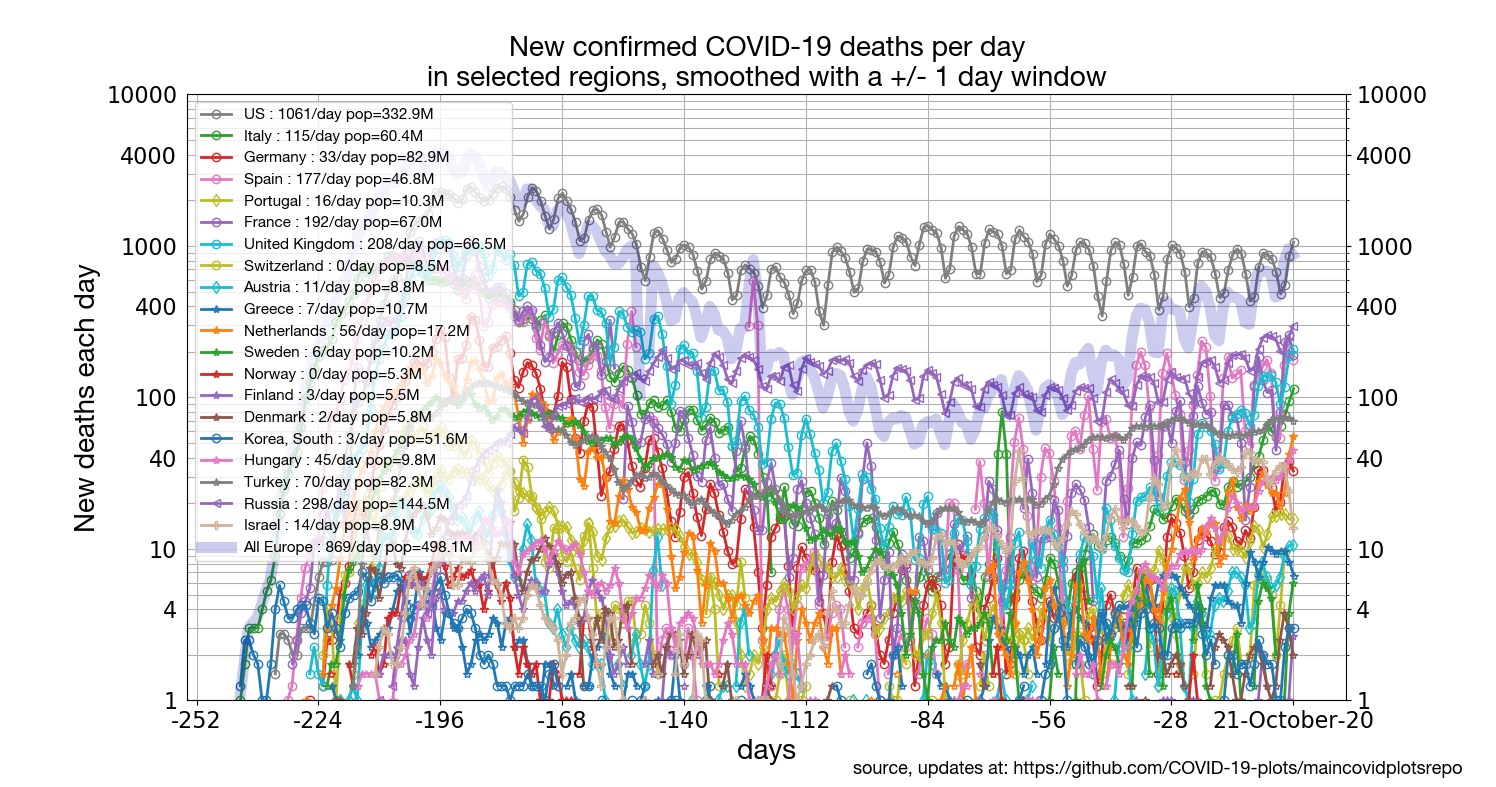 New confirmed COVID-19 deaths per day
in selected regions, smoothed with a +/- 1 day window
New deaths each day
10000
4000
1000
400
100
40
10
4
1
US : 1061/day pop=332.9M
Italy : 115/day pop=60.4M
Germany : 33/day pop=82.9M
Spain : 177/day pop=46.8M
Portugal : 16/day pop=10.3M
France : 192/day pop=67.0M
United Kingdom : 208/day pop=66.5M
Switzerland : 0/day pop=8.5M
Austria : 11/day pop=8.8M
Greece : 7/day pop=10.7M
Netherlands : 56/day pop=17.2M
Sweden : 6/day pop=10.2M
Norway : 0/day pop=5.3M
Finland : 3/day pop=5.5M
Denmark : 2/day pop=5.8M
Korea, South : 3/day pop=51.6M
Hungary : 45/day pop=9.8M
Turkey : 70/day pop=82.3M
Russia : 298/day pop=144.5M
Israel : 14/day pop=8.9M
All Europe : 869/day pop=498.1M
10000
4000
1000
400
100
40
10
4
1
-252 -224 -196 -168 -140 -112 -84 -56 -28 21-October-20
days
source, updates at: https://github.com/COVID-19-plots/maincovidplotsrepo